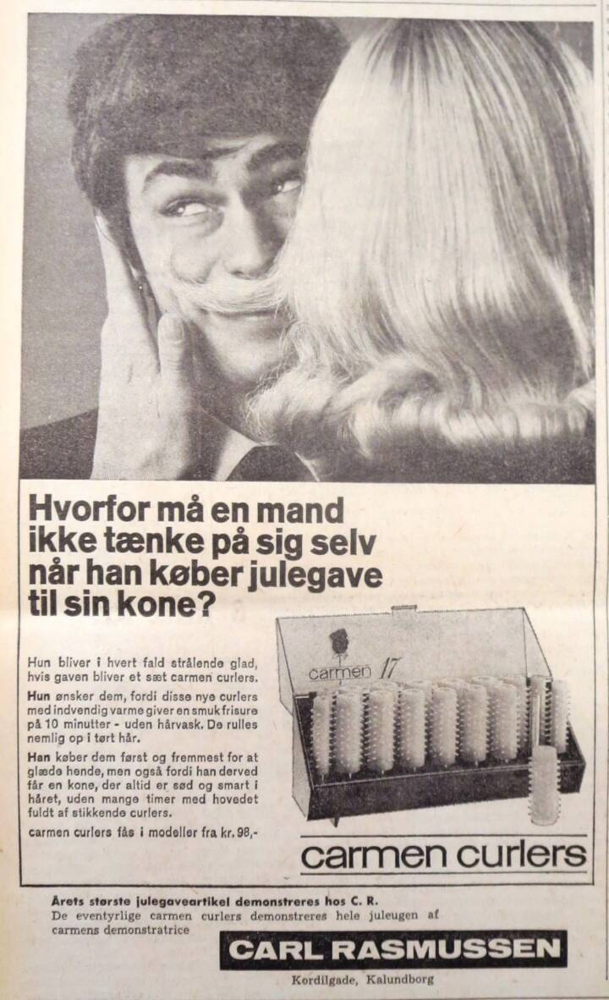 Hvorfor må en mand
ikke tænke på sig selv
når han køber julegave
til sin kone?
Hun bliver i hvert fald strålende glad,
hvis gaven bliver et sæt carmen curlers.
Hun ønsker dem, fordi disse nye curlers
med indvendig varme giver en smuk frisure
på 10 minutter - uden hårvask. De rulles
nemlig op i tørt hår.
Han køber dem først og fremmest for at
glæde hende, men også fordi han derved
får en kone, der altid er sød og smart i
håret, uden mange timer med hovedet
fuldt af stikkende curlers.
carmen curlers fås i modeller fra kr. 98,-
carmen 17
carmen curlers
Årets største julegaveartikel demonstreres hos C. R.
De eventyrlige carmen curlers demonstreres hele juleugen af
carmens demonstratrice
CARL RASMUSSEN
Kordilgade, Kalundborg